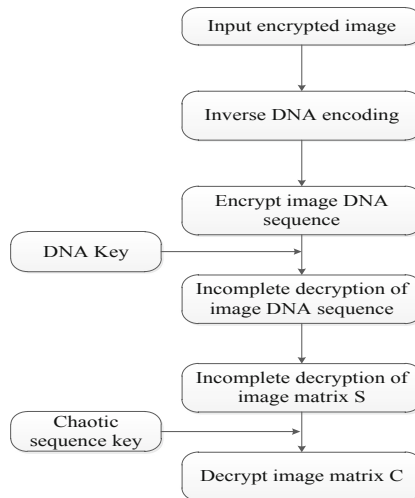 Input encrypted image
Inverse DNA encoding
Encrypt image DNA
sequence
DNA Key
Incomplete decryption of
image DNA sequence
Incomplete decryption of
image matrix S
Chaotic
sequence key
Decrypt image matrix C